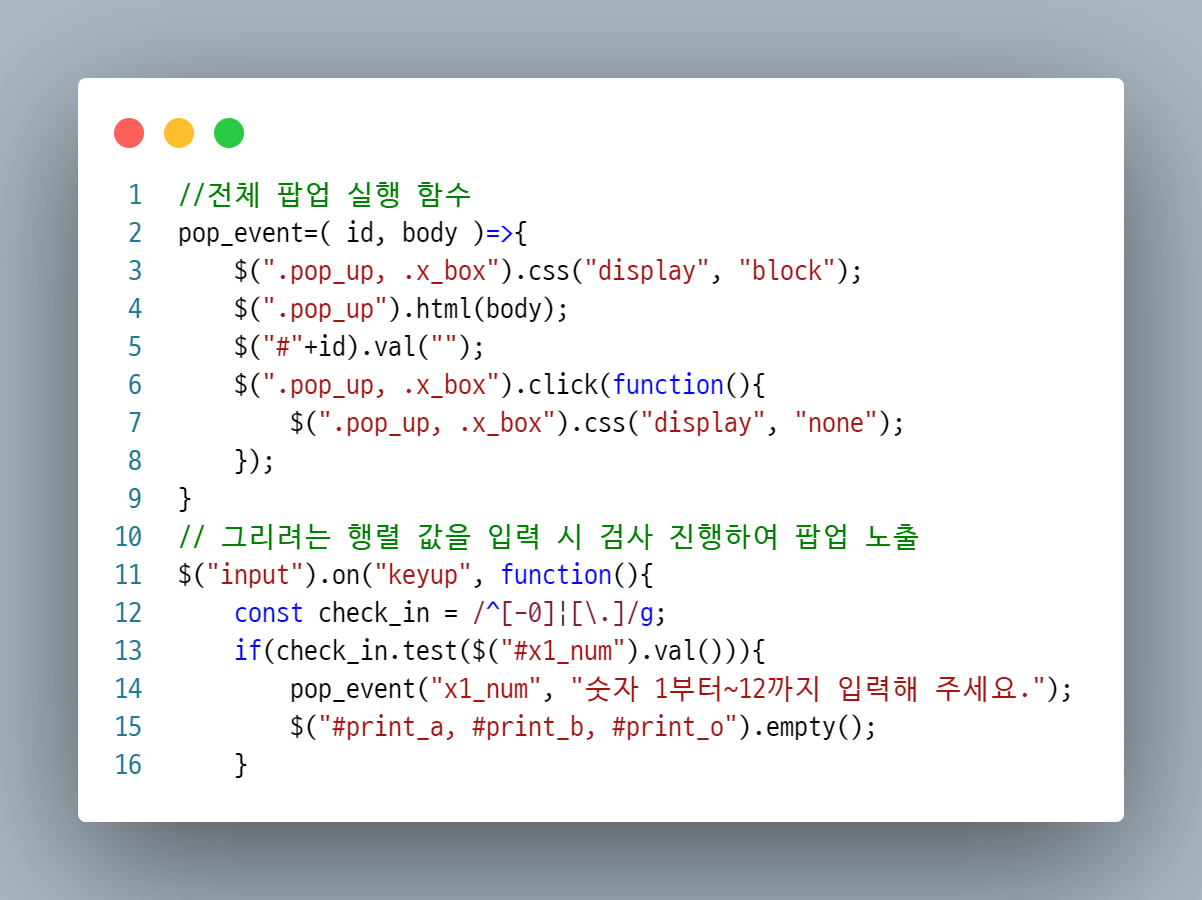 1 //전체 팝업 실행 함수
2 pop_event=( id, body )=>{
3 $(".pop_up, .x_box").css("display", "block");
4 $(".pop_up").html(body);
5 $("#"+id).val("");
6 $(".pop_up, .x_box").click(function(){
7 $(".pop_up, .x_box").css("display", "none");
8 });
9 }
10 // 그리려는 행렬 값을 입력 시 검사 진행하여 팝업 노출
11 $("input").on("keyup", function(){
12 const check_in = /^[-0]¦[\.]/g;
13 if(check_in.test($("#x1_num").val())){
14 pop_event("x1_num", "숫자 1부터~12까지 입력해 주세요.");
15 $("#print_a, #print_b, #print_o").empty();
16 }